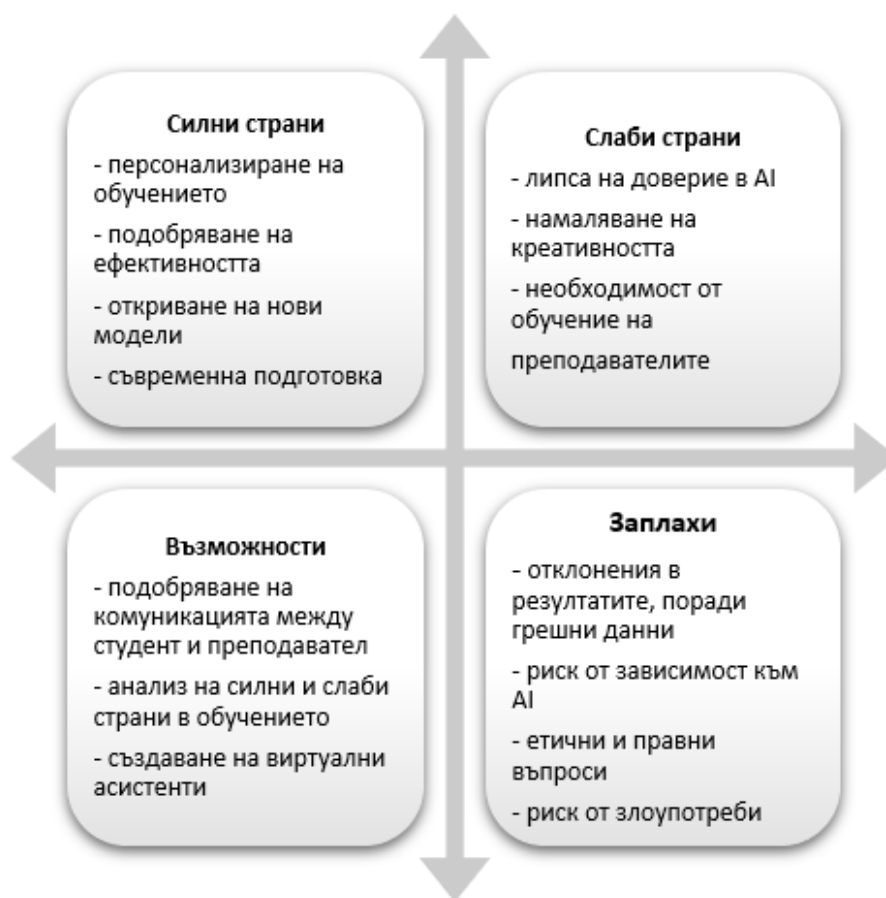 Силни страни
- персонализиране на
обучението
- подобряване на
ефективността
- откриване на нови
модели
- съвременна подготовка
Слаби страни
- липса на доверие в AI
- намаляване на
креативността
- необходимост от
обучение на
преподавателите
Възможности
- подобряване на
комуникацията между
студент и преподавател
- анализ на силни и слаби
страни в обучението
- създаване на виртуални
асистенти
Заплахи
- отклонения в
резултатите, поради
грешни данни
- риск от зависимост към
AI
- етични и правни
въпроси
- риск от злоупотреби